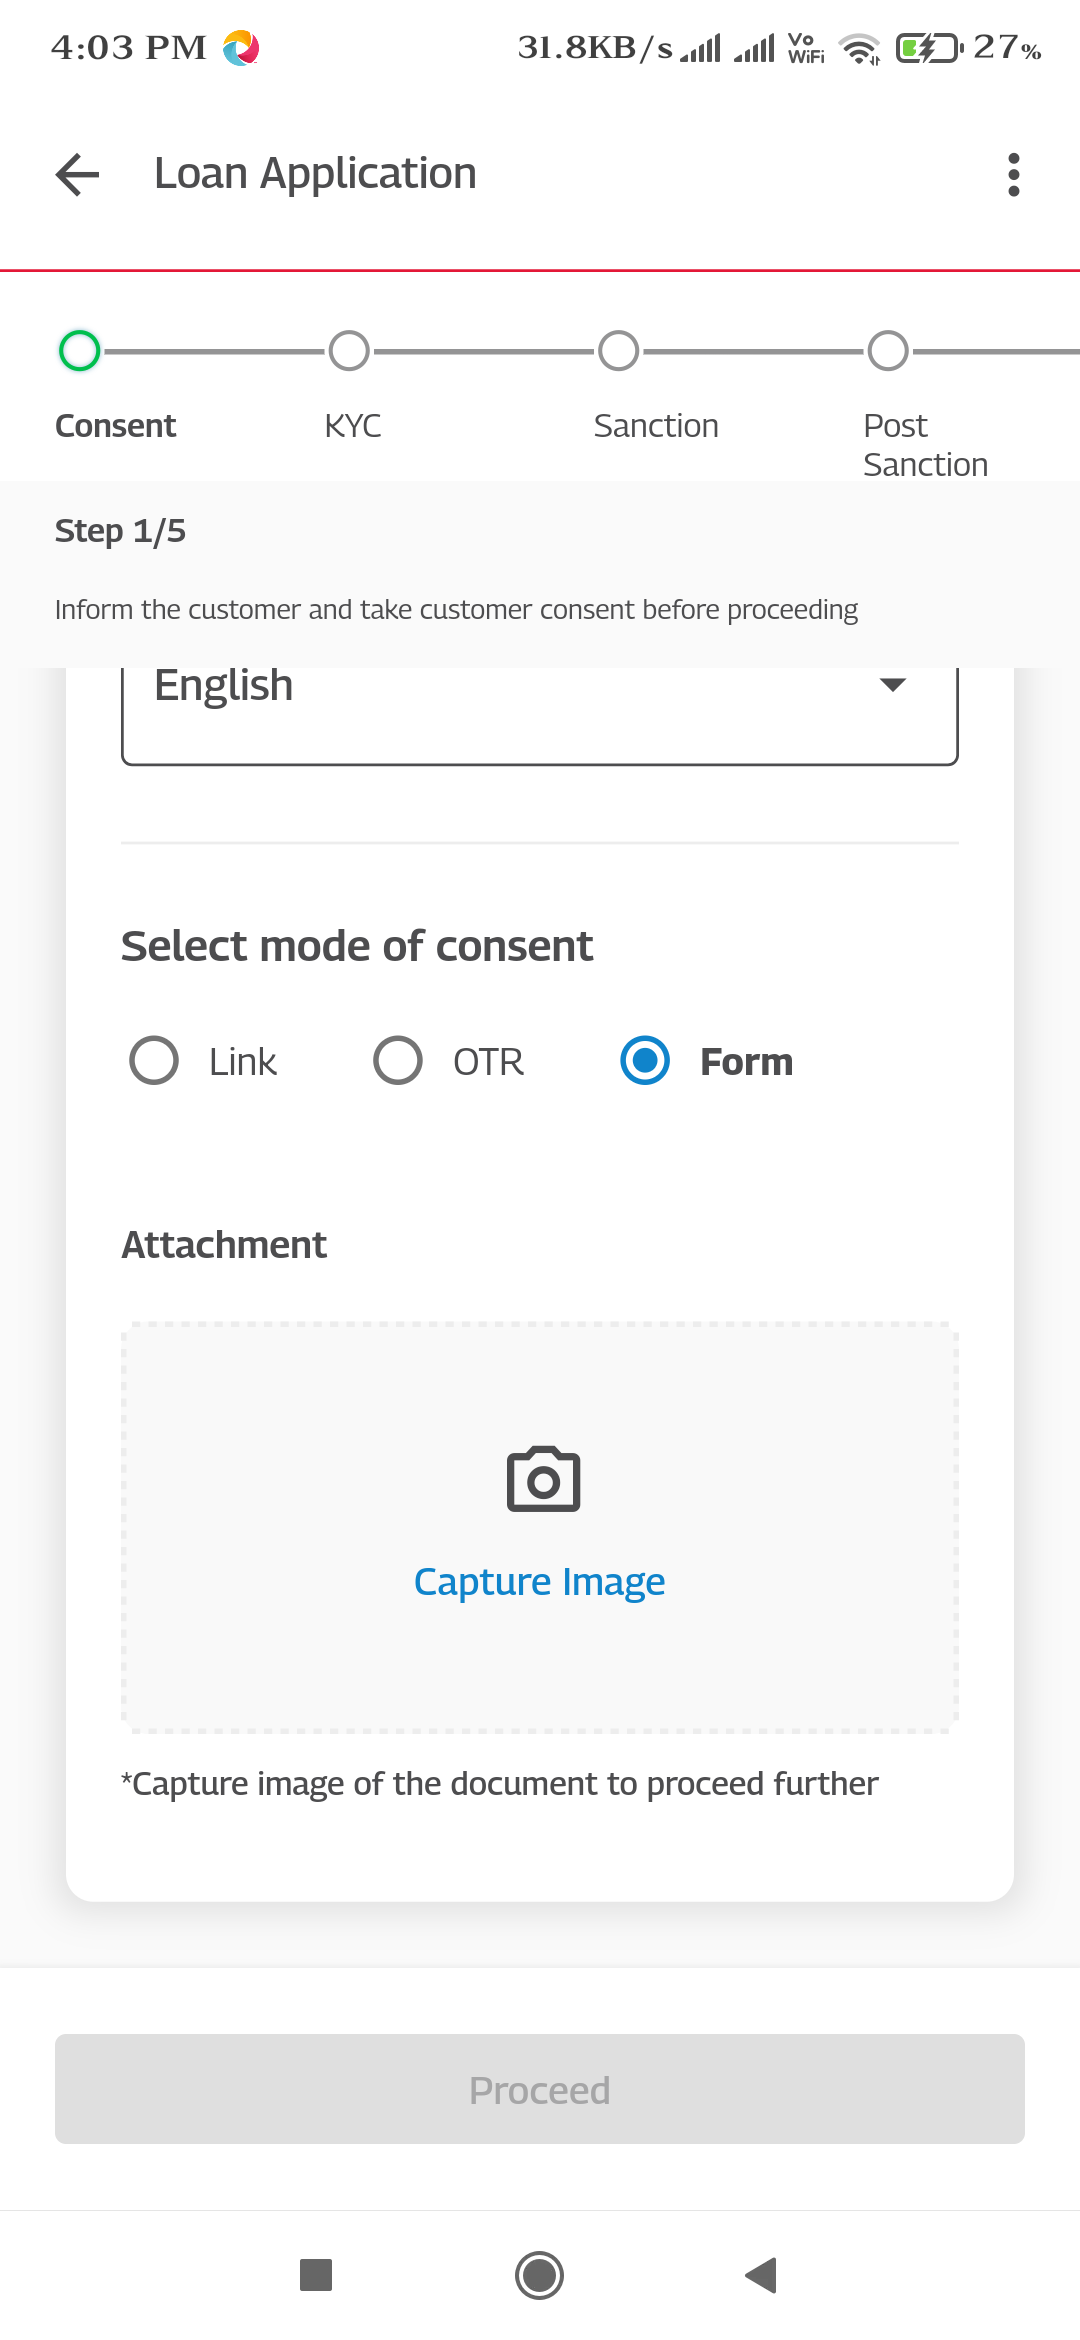 4:03 PM 31.8KB/s Vo WiFi 27%
Loan Application
Consent KYC Sanction Post Sanction
Step 1/5
Inform the customer and take customer consent before proceeding
English
Select mode of consent
Link OTR Form
Attachment
Capture Image
*Capture image of the document to proceed further
Proceed